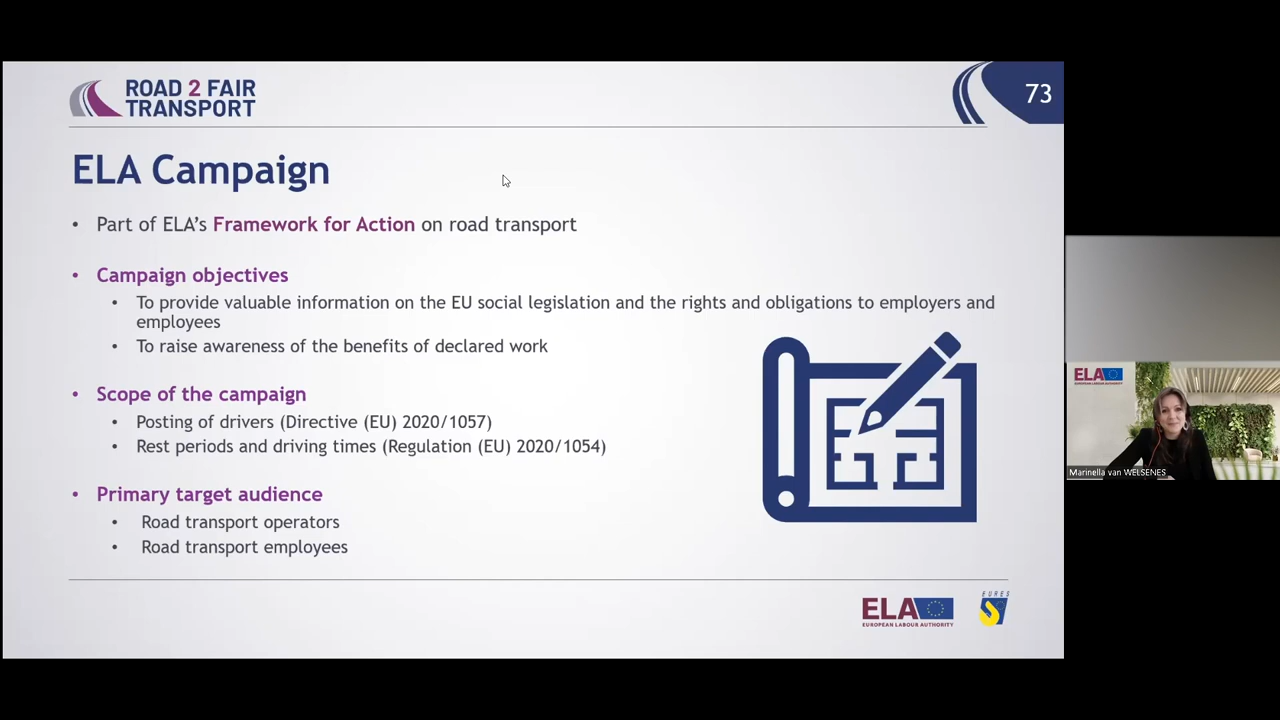 ROAD 2 FAIR
TRANSPORT
73
ELA Campaign
• Part of ELA's Framework for Action on road transport
• Campaign objectives
• To provide valuable information on the EU social legislation and the rights and obligations to employers and
employees
• To raise awareness of the benefits of declared work
• Scope of the campaign
• Posting of drivers (Directive (EU) 2020/1057)
• Rest periods and driving times (Regulation (EU) 2020/1054)
• Primary target audience
• Road transport operators
• Road transport employees
ELA
EUROPEAN LABOUR AUTHORITY
EURES
ELA
EUROPEAN LABOUR AUTHORITY
Marinella van WELSENES